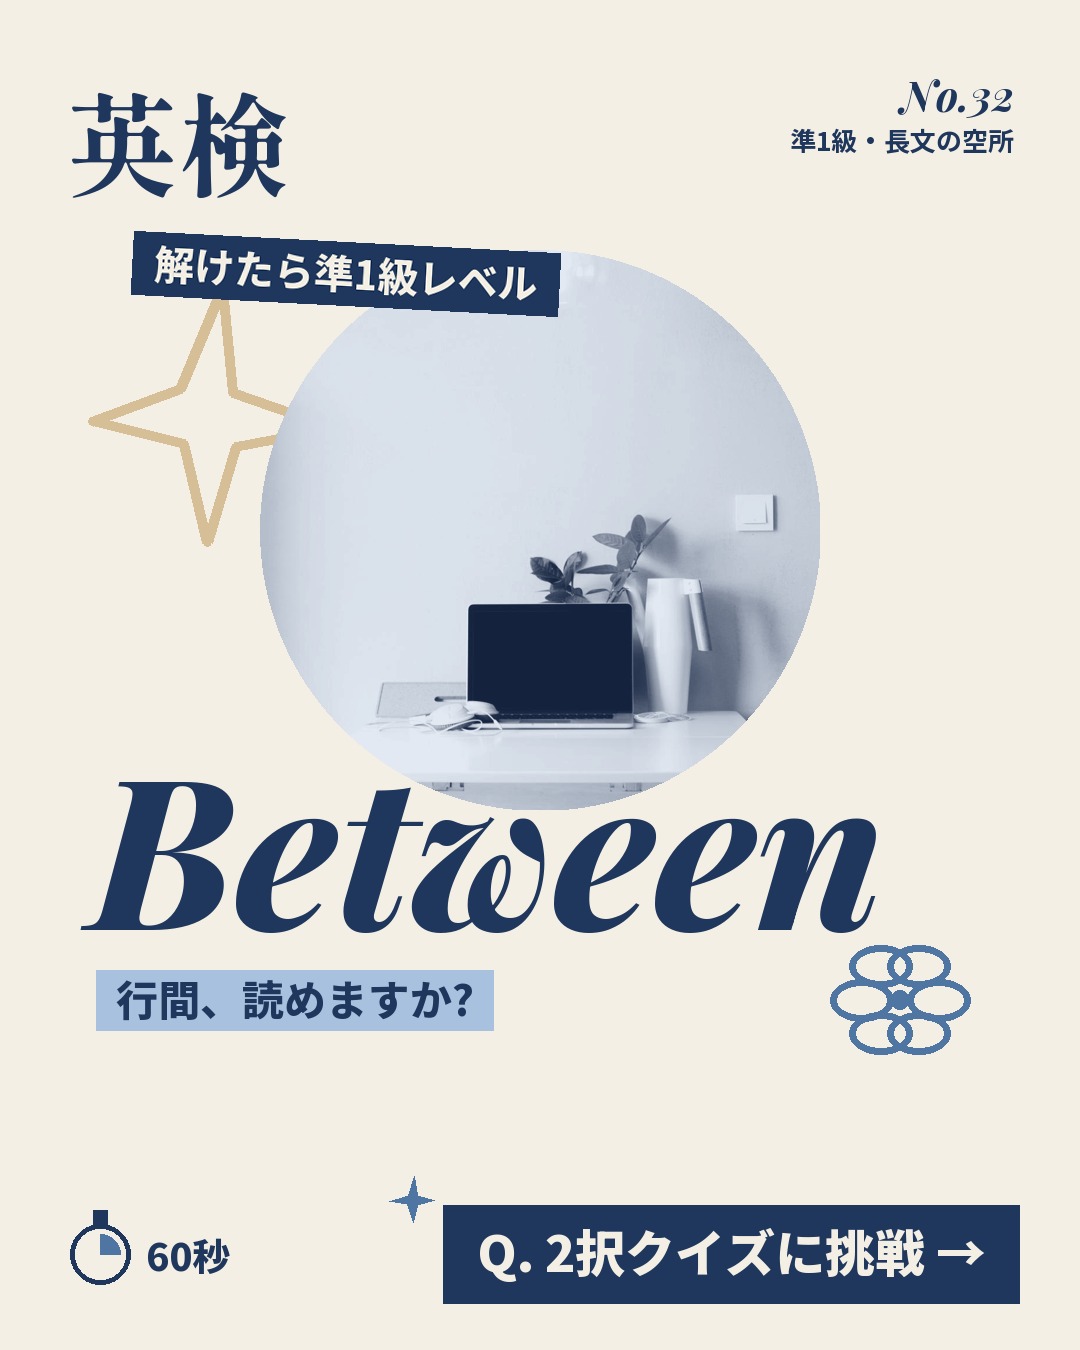 英検
No.32
準1級・長文の空所
解けたら準1級レベル
Between
行間、読めますか?
60秒
Q. 2択クイズに挑戦 →